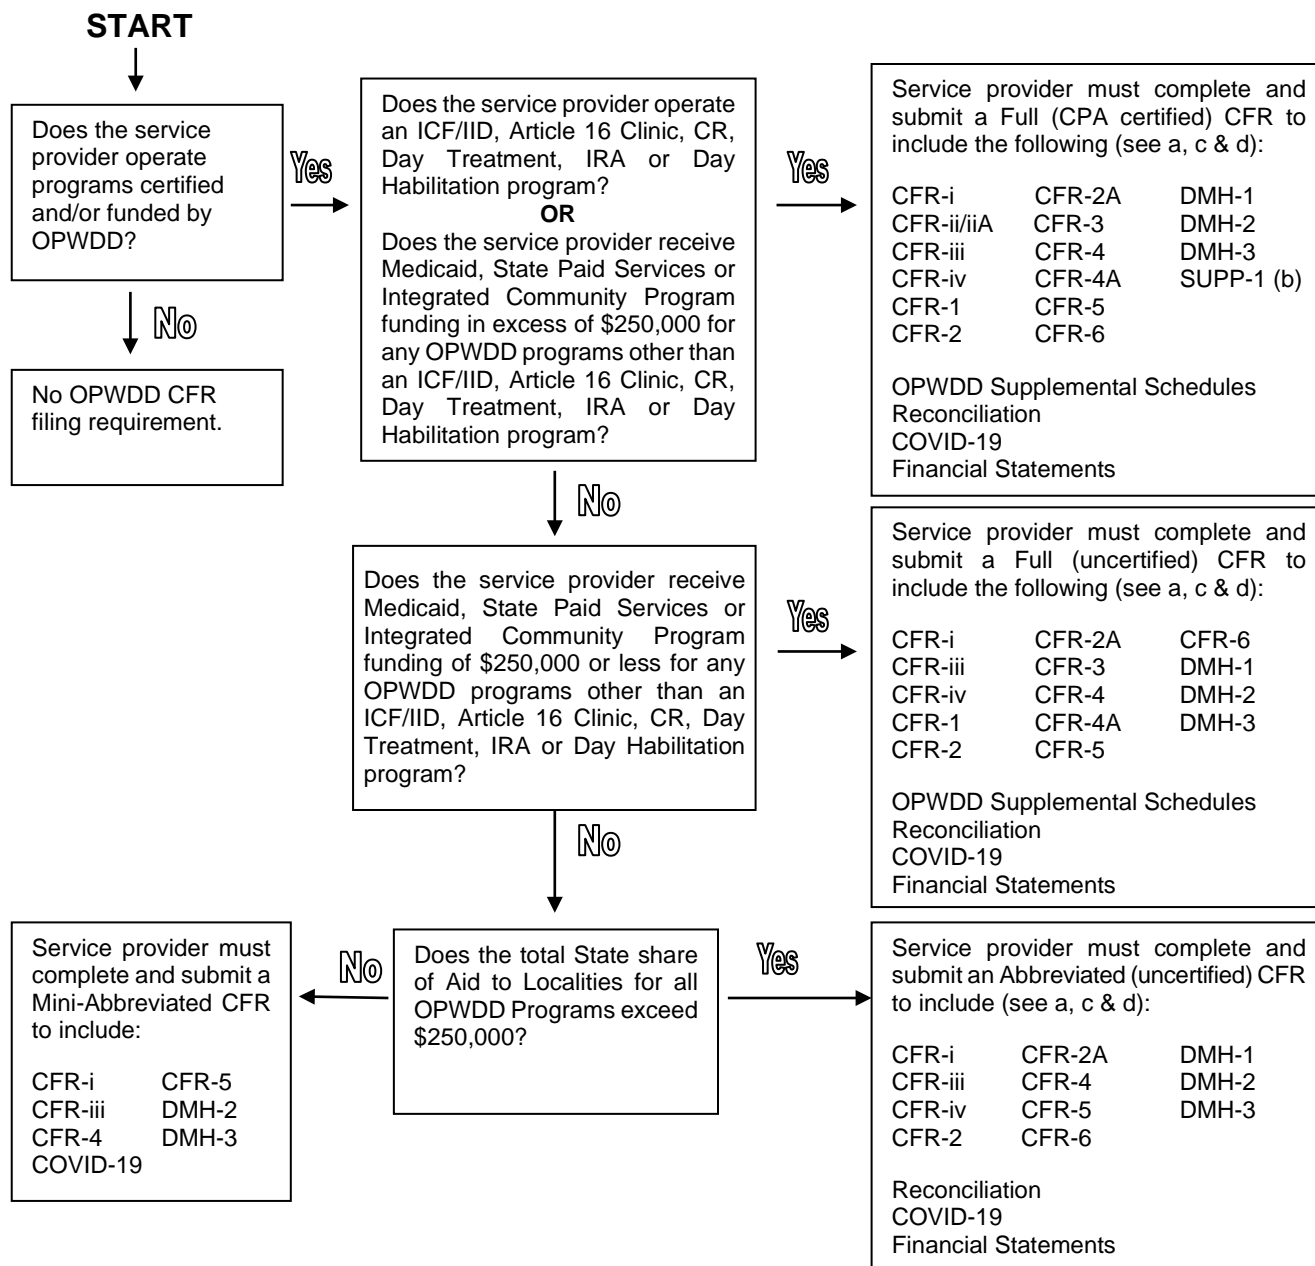 START
Does the service
provider operate
programs certified
and/or funded by
OPWDD?
Yes
No
No OPWDD CFR
filing requirement.
Does the service provider operate
an ICF/IID, Article 16 Clinic, CR,
Day Treatment, IRA or Day
Habilitation program?
OR
Does the service provider receive
Medicaid, State Paid Services or
Integrated Community Program
funding in excess of $250,000 for
any OPWDD programs other than
an ICF/IID, Article 16 Clinic, CR,
Day Treatment, IRA or Day
Habilitation program?
Yes
No
Service provider must complete and
submit a Full (CPA certified) CFR to
include the following (see a, c & d):
CFR-i CFR-2A DMH-1
CFR-ii/iiA CFR-3 DMH-2
CFR-iii CFR-4 DMH-3
CFR-iv CFR-4A SUPP-1 (b)
CFR-1 CFR-5
CFR-2 CFR-6
OPWDD Supplemental Schedules
Reconciliation
COVID-19
Financial Statements
Does the service provider receive
Medicaid, State Paid Services or
Integrated Community Program
funding of $250,000 or less for any
OPWDD programs other than an
ICF/IID, Article 16 Clinic, CR, Day
Treatment, IRA or Day Habilitation
program?
Yes
No
Service provider must complete and
submit a Full (uncertified) CFR to
include the following (see a, c & d):
CFR-i CFR-2A CFR-6
CFR-iii CFR-3 DMH-1
CFR-iv CFR-4 DMH-2
CFR-1 CFR-4A DMH-3
CFR-2 CFR-5
OPWDD Supplemental Schedules
Reconciliation
COVID-19
Financial Statements
Does the total State share
of Aid to Localities for all
OPWDD Programs exceed
$250,000?
No
Yes
Service provider must
complete and submit a
Mini-Abbreviated CFR
to include:
CFR-i CFR-5
CFR-iii DMH-2
CFR-4 DMH-3
COVID-19
Service provider must complete and
submit an Abbreviated (uncertified) CFR
to include (see a, c & d):
CFR-i CFR-2A DMH-1
CFR-iii CFR-4 DMH-2
CFR-iv CFR-5 DMH-3
CFR-2 CFR-6
Reconciliation
COVID-19
Financial Statements